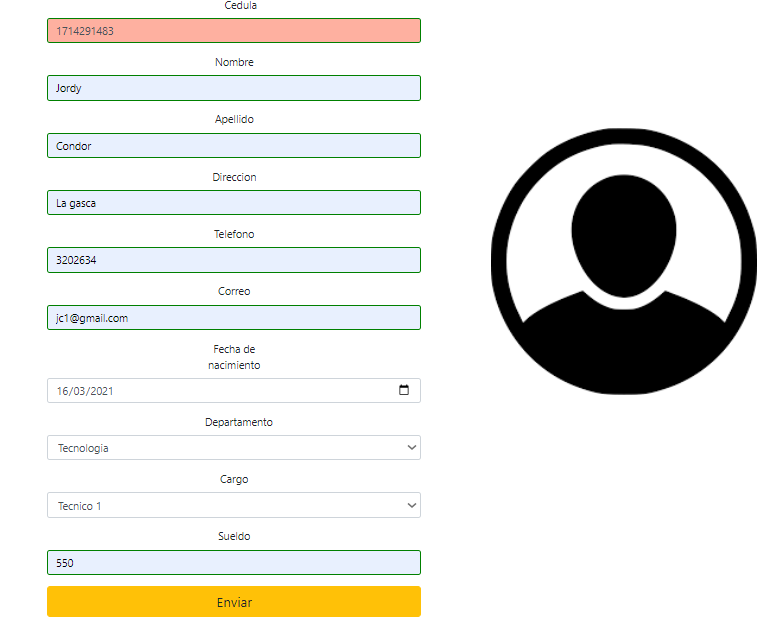 Cedula
1714291483
Nombre
Jordy
Apellido
Condor
Direccion
La gasca
Telefono
3202634
Correo
jc1@gmail.com
Fecha de
nacimiento
16/03/2021
Departamento
Tecnologia
Cargo
Tecnico 1
Sueldo
550
Enviar